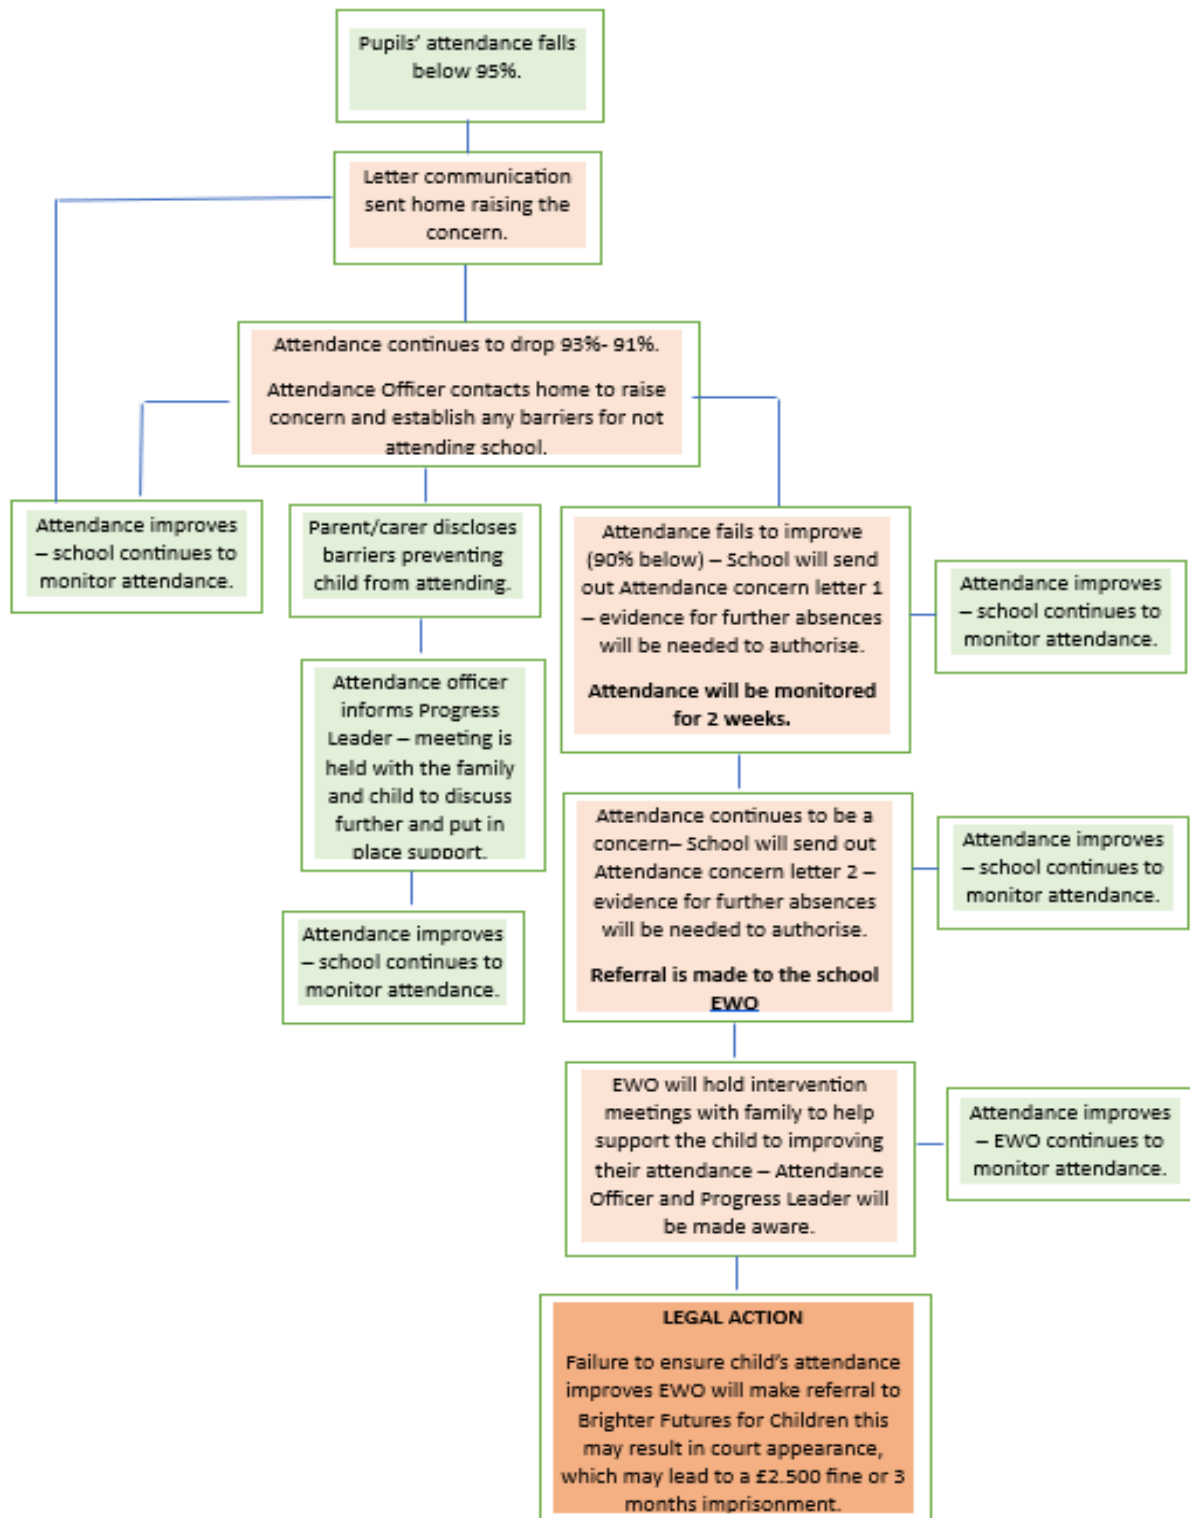 Pupils' attendance falls
below 95%.
Letter communication
sent home raising the
concern.
Attendance continues to drop 93%- 91%.
Attendance Officer contacts home to raise
concern and establish any barriers for not
attending school.
Attendance improves
– school continues to
monitor attendance.
Parent/carer discloses
barriers preventing
child from attending.
Attendance officer
informs Progress
Leader – meeting is
held with the family
and child to discuss
further and put in
place support.
Attendance improves
– school continues to
monitor attendance.
Attendance fails to improve
(90% below) – School will send
out Attendance concern letter 1
– evidence for further absences
will be needed to authorise.
Attendance will be monitored
for 2 weeks.
Attendance improves
– school continues to
monitor attendance.
Attendance continues to be a
concern– School will send out
Attendance concern letter 2 –
evidence for further absences
will be needed to authorise.
Referral is made to the school
EWO
Attendance improves
– school continues to
monitor attendance.
EWO will hold intervention
meetings with family to help
support the child to improving
their attendance – Attendance
Officer and Progress Leader will
be made aware.
Attendance improves
– EWO continues to
monitor attendance.
LEGAL ACTION
Failure to ensure child's attendance
improves EWO will make referral to
Brighter Futures for Children this
may result in court appearance,
which may lead to a £2.500 fine or 3
months imprisonment.